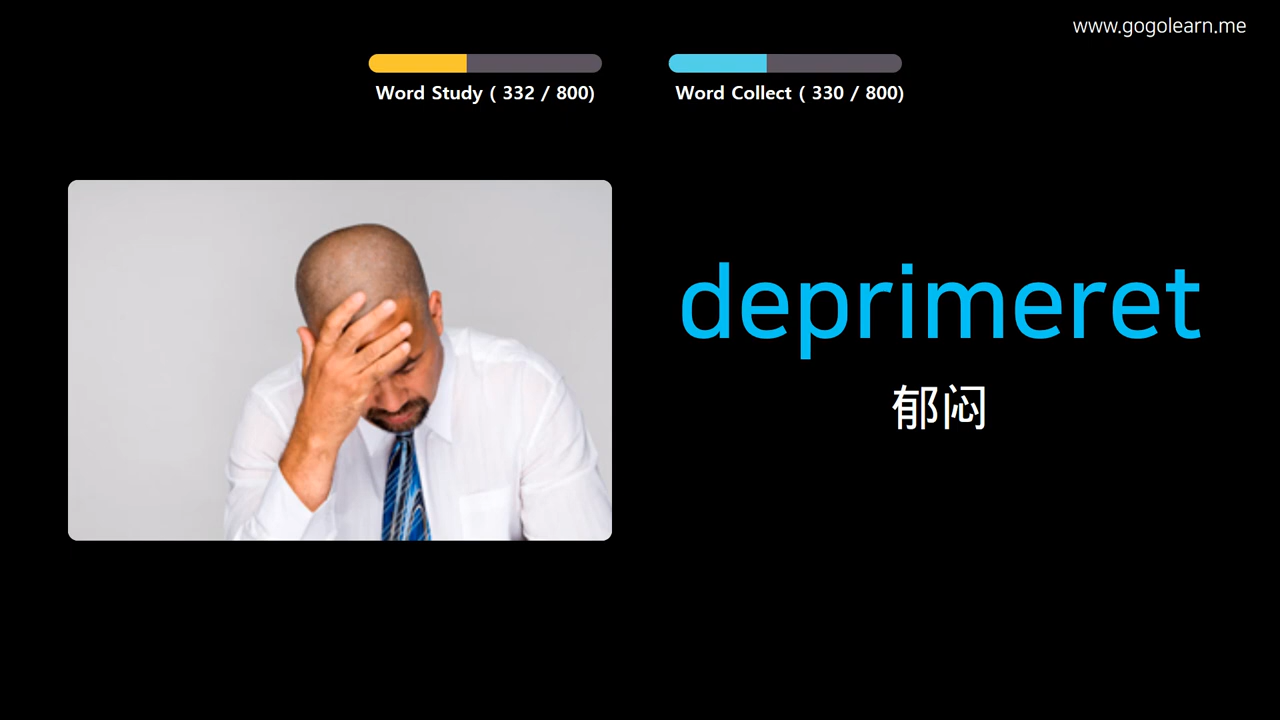 www.gogolearn.me
Word Study ( 332 / 800)
Word Collect ( 330 / 800)
deprimeret
郁闷